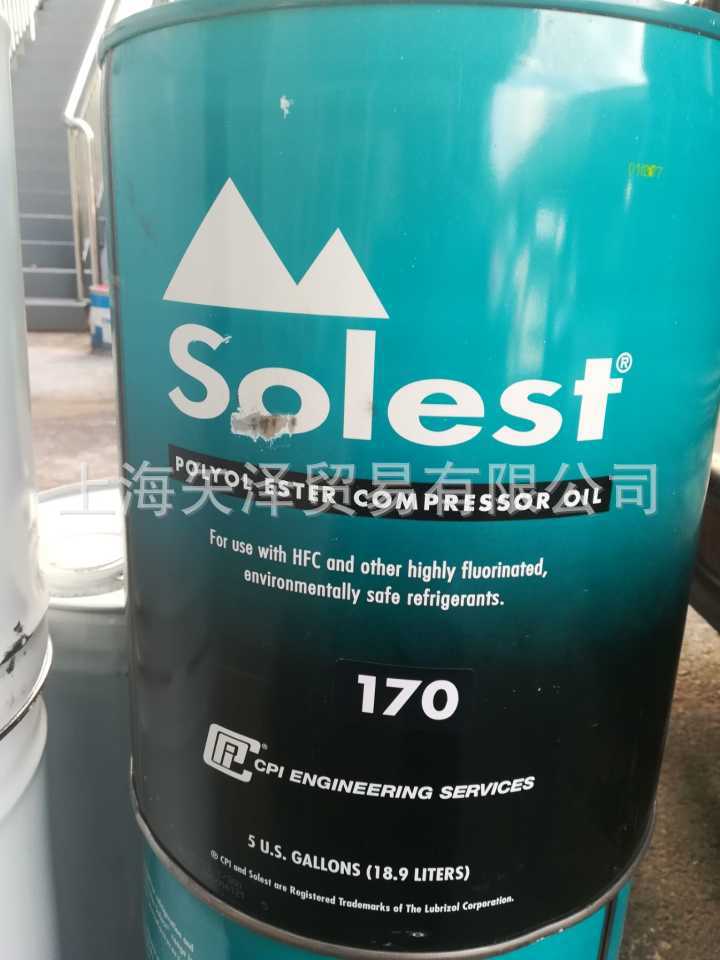 Solest®
POLYOL ESTER COMPRESSOR OIL
上海天泽贸易有限公司
For use with HFC and other highly fluorinated,
environmentally safe refrigerants.
170
CPI® CPI ENGINEERING SERVICES
5 U.S. GALLONS (18.9 LITERS)
® CPI and Solest are Registered Trademarks of The Lubrizol Corporation.